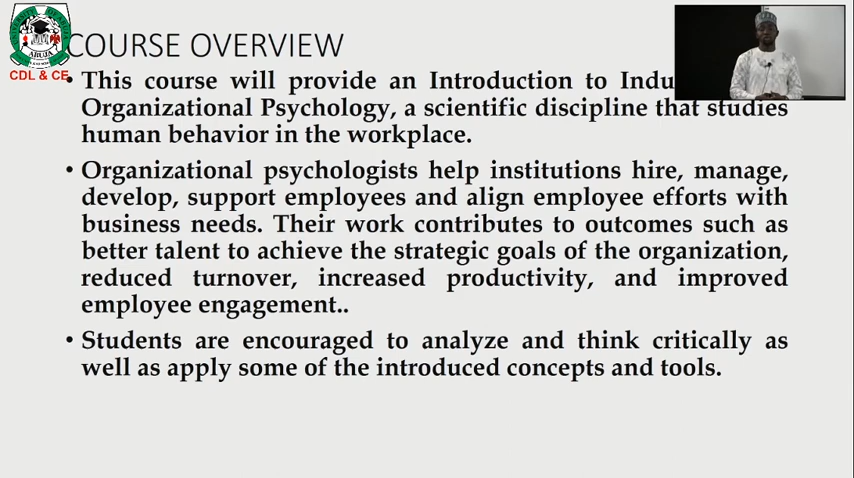 ABUJA
CDL & CE
COURSE OVERVIEW
• This course will provide an Introduction to
Organizational Psychology, a scientific discipline that studies
human behavior in the workplace.
• Organizational psychologists help institutions hire, manage,
develop, support employees and align employee efforts with
business needs. Their work contributes to outcomes such as
better talent to achieve the strategic goals of the organization,
reduced turnover, increased productivity, and improved
employee engagement..
• Students are encouraged to analyze and think critically as
well as apply some of the introduced concepts and tools.